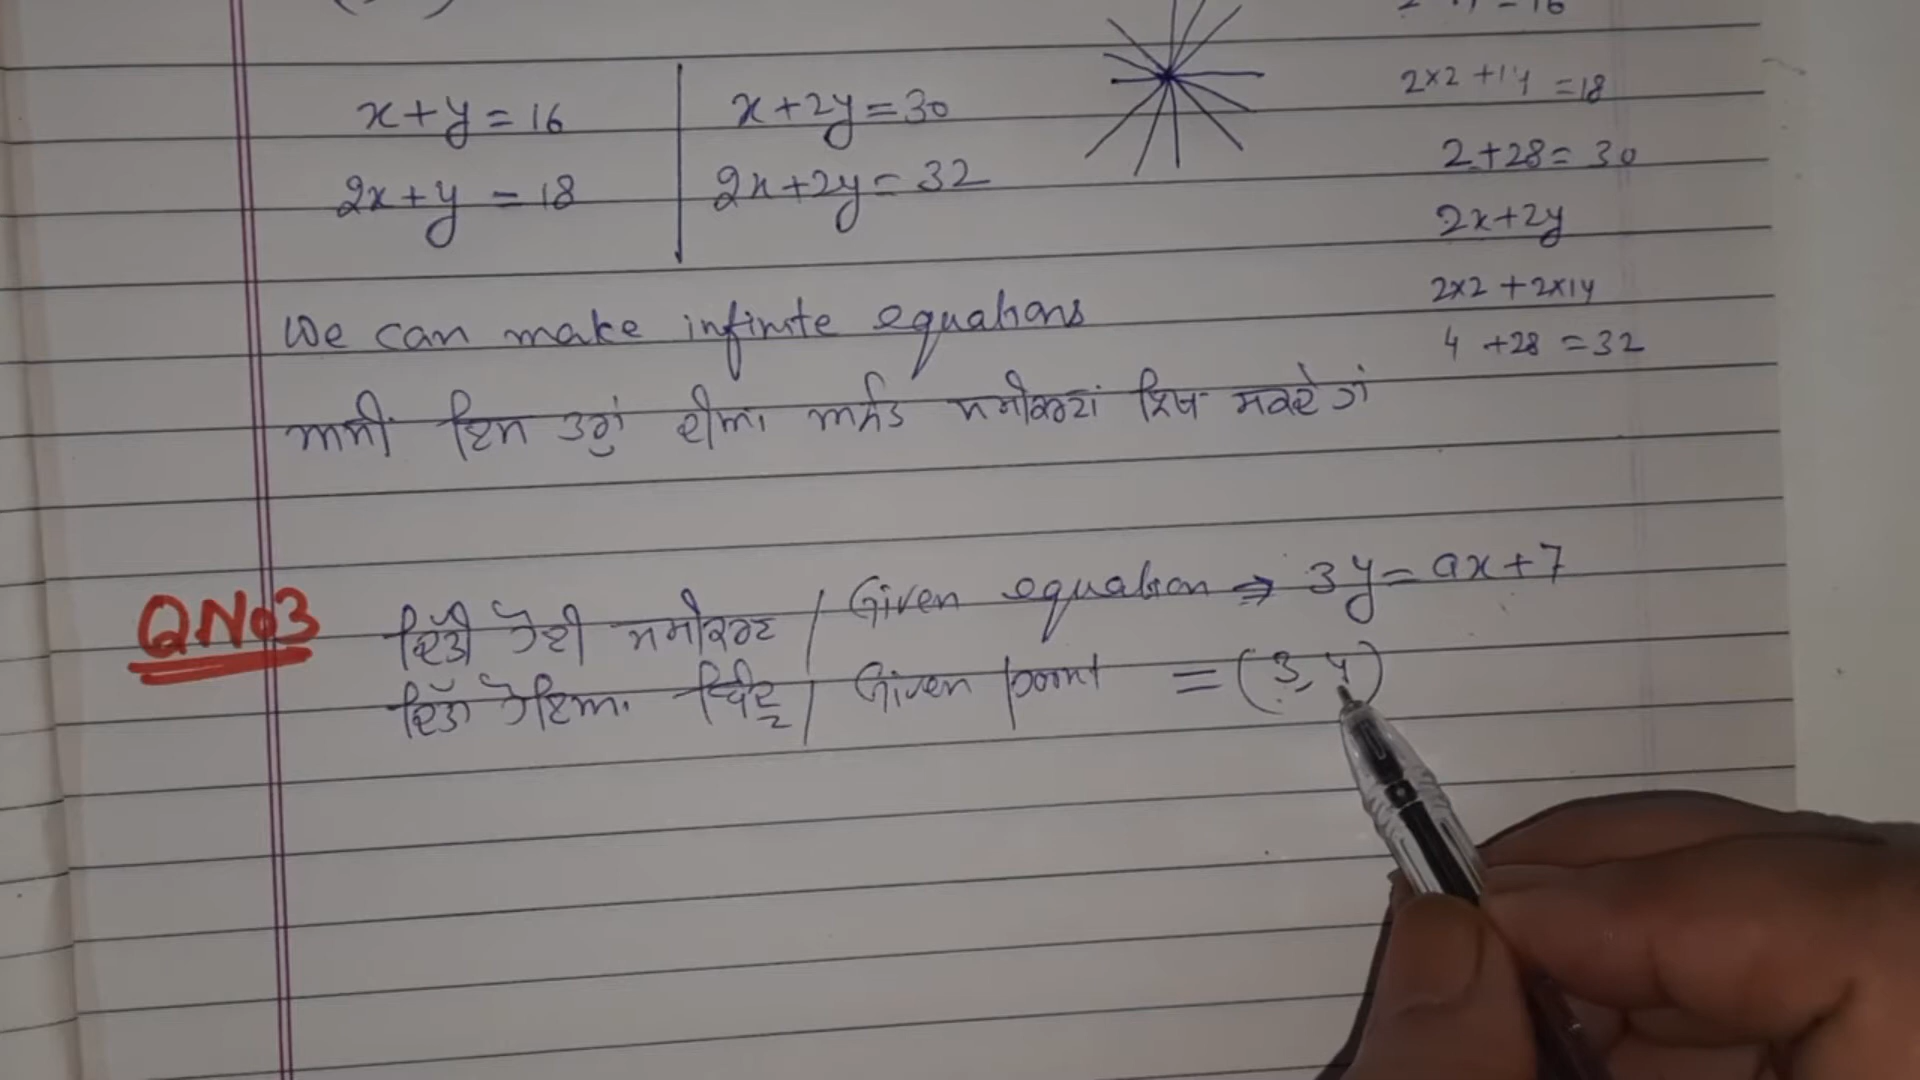 x+y=16
2x+y=18
x+2y=30
2x+2y=32
2×2+14=18
2+28=30
2x+2y
2×2+2×14
4+28=32
We can make infinite equations
ਅਸੀਂ ਇਸ ਤਰ੍ਹਾਂ ਦੀਆਂ ਅਨੰਤ ਸਮੀਕਰਣਾਂ ਲਿਖ ਸਕਦੇ ਹਾਂ
QNo3
ਦਿੱਤੀ ਹੋਈ ਸਮੀਕਰਣ / Given equation ⇒ 3y=ax+7
ਦਿੱਤਾ ਹੋਇਆ ਬਿੰਦੂ / Given point = (3,4)